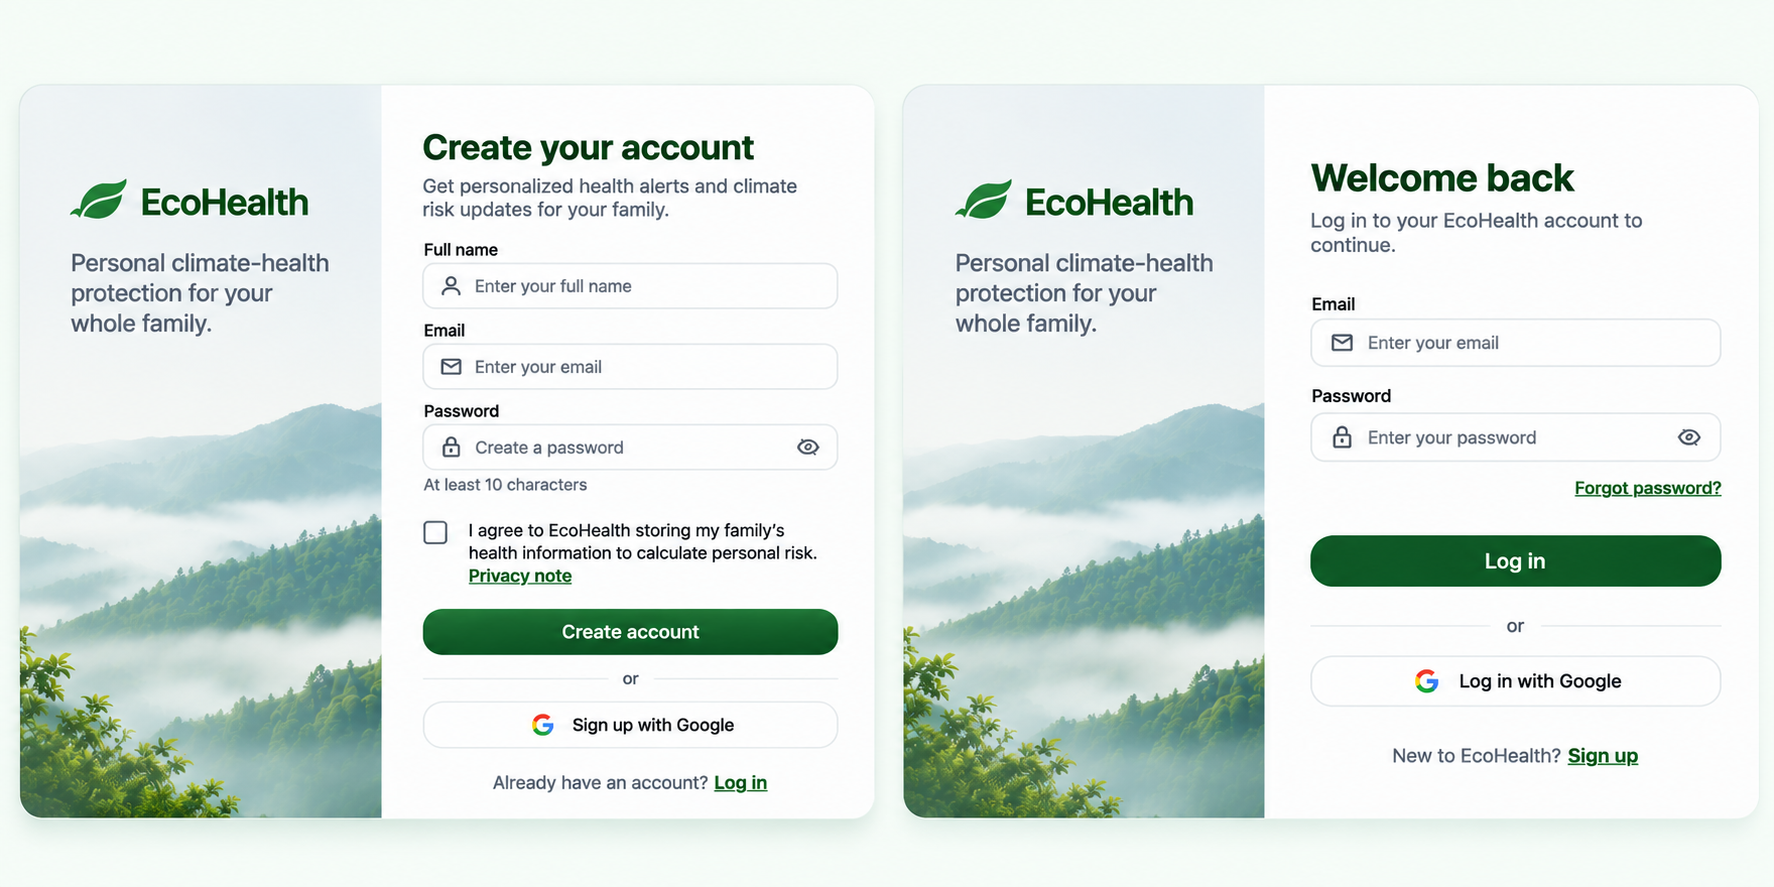 EcoHealth
Personal climate-health
protection for your
whole family.
Create your account
Get personalized health alerts and climate
risk updates for your family.
Full name
Enter your full name
Email
Enter your email
Password
Create a password
At least 10 characters
I agree to EcoHealth storing my family’s
health information to calculate personal risk.
Privacy note
Create account
or
Sign up with Google
Already have an account? Log in
EcoHealth
Personal climate-health
protection for your
whole family.
Welcome back
Log in to your EcoHealth account to
continue.
Email
Enter your email
Password
Enter your password
Forgot password?
Log in
or
Log in with Google
New to EcoHealth? Sign up